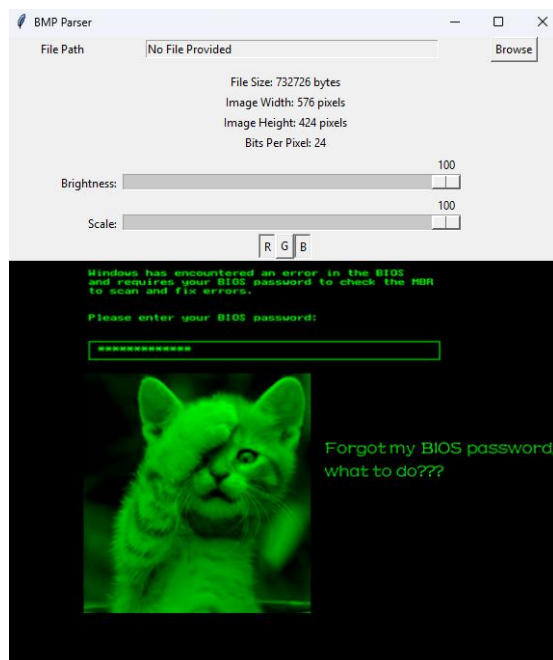 BMP Parser
File Path No File Provided Browse
File Size: 732726 bytes
Image Width: 576 pixels
Image Height: 424 pixels
Bits Per Pixel: 24
100
Brightness:
100
Scale:
R G B
Windows has encountered an error in the BIOS
and requires your BIOS password to check the MBR
to scan and fix errors.
Please enter your BIOS password:
*************
Forgot my BIOS password
what to do???